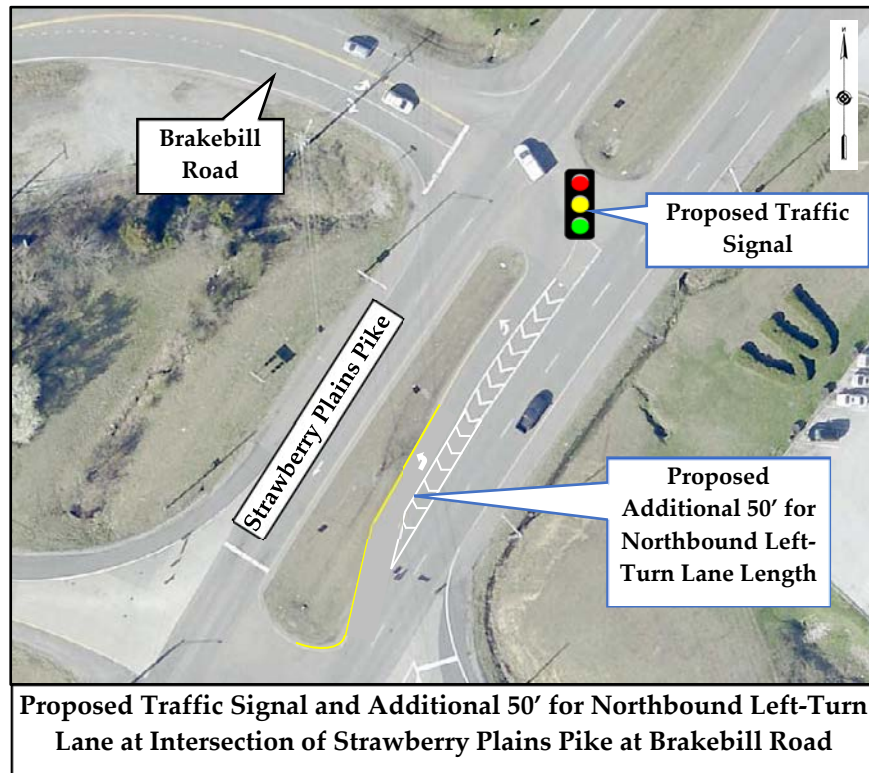 N
Brakebill
Road
Proposed Traffic
Signal
Strawberry Plains Pike
Proposed
Additional 50’ for
Northbound Left-
Turn Lane Length
Proposed Traffic Signal and Additional 50’ for Northbound Left-Turn
Lane at Intersection of Strawberry Plains Pike at Brakebill Road